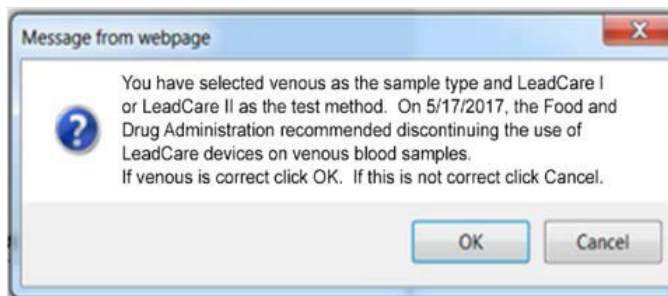 Message from webpage
You have selected venous as the sample type and LeadCare I
or LeadCare II as the test method. On 5/17/2017, the Food and
Drug Administration recommended discontinuing the use of
LeadCare devices on venous blood samples.
If venous is correct click OK. If this is not correct click Cancel.
OK
Cancel